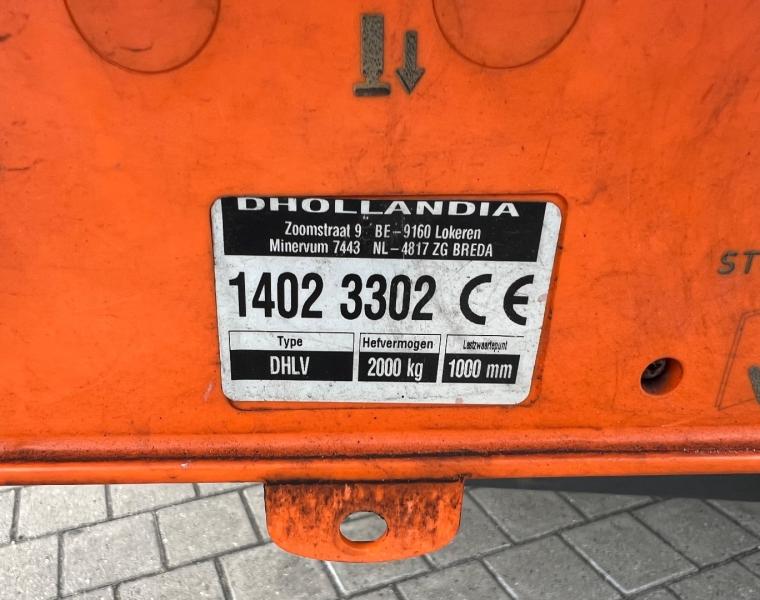 DHOLLANDIA
Zoomstraat 9 BE-9160 Lokeren
Minervum 7443 NL-4817 ZG BREDA
1402 3302 CE
Type Hefvermogen Lastzwaartepunt
DHLV 2000 kg 1000 mm
ST